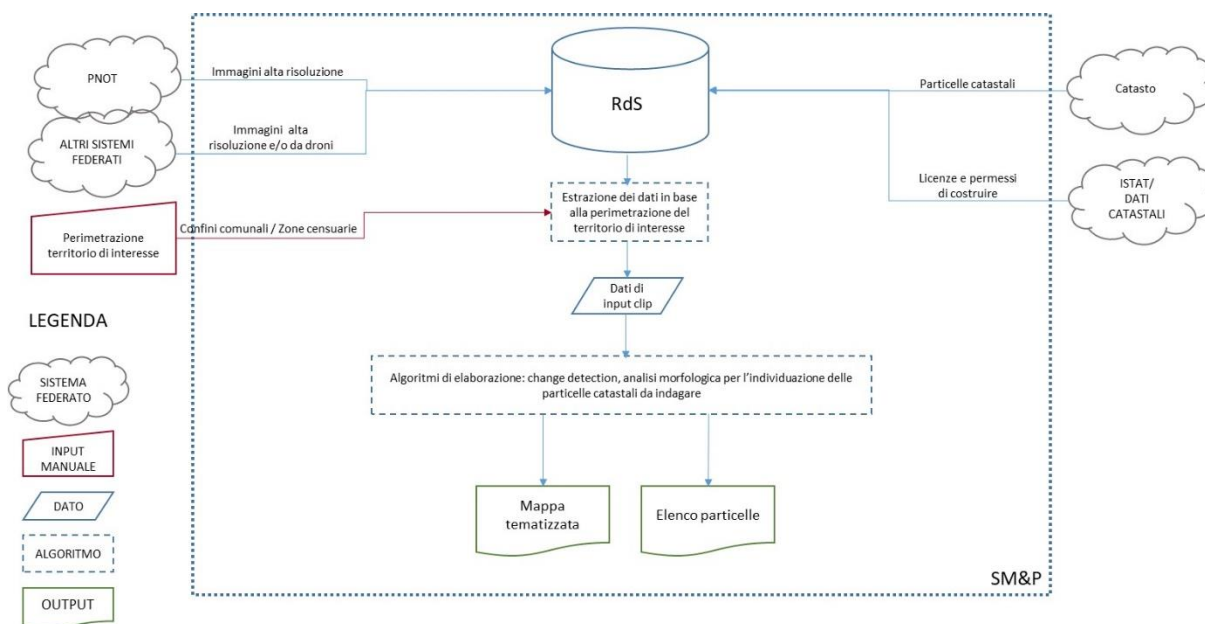 PNOT
Immagini alta risoluzione
ALTRI SISTEMI
FEDERATI
Immagini alta
risoluzione e/o da droni
RdS
Particelle catastali
Catasto
Licenze e permessi
di costruire
ISTAT/
DATI
CATASTALI
Perimetrazione
territorio di interesse
Confini comunali / Zone censuarie
Estrazione dei dati in base
alla perimetrazione del
territorio di interesse
Dati di
input clip
Algoritmi di elaborazione: change detection, analisi morfologica per l'individuazione delle
particelle catastali da indagare
Mappa
tematizzata
Elenco particelle
SM&P
LEGENDA
SISTEMA
FEDERATO
INPUT
MANUALE
DATO
ALGORITMO
OUTPUT